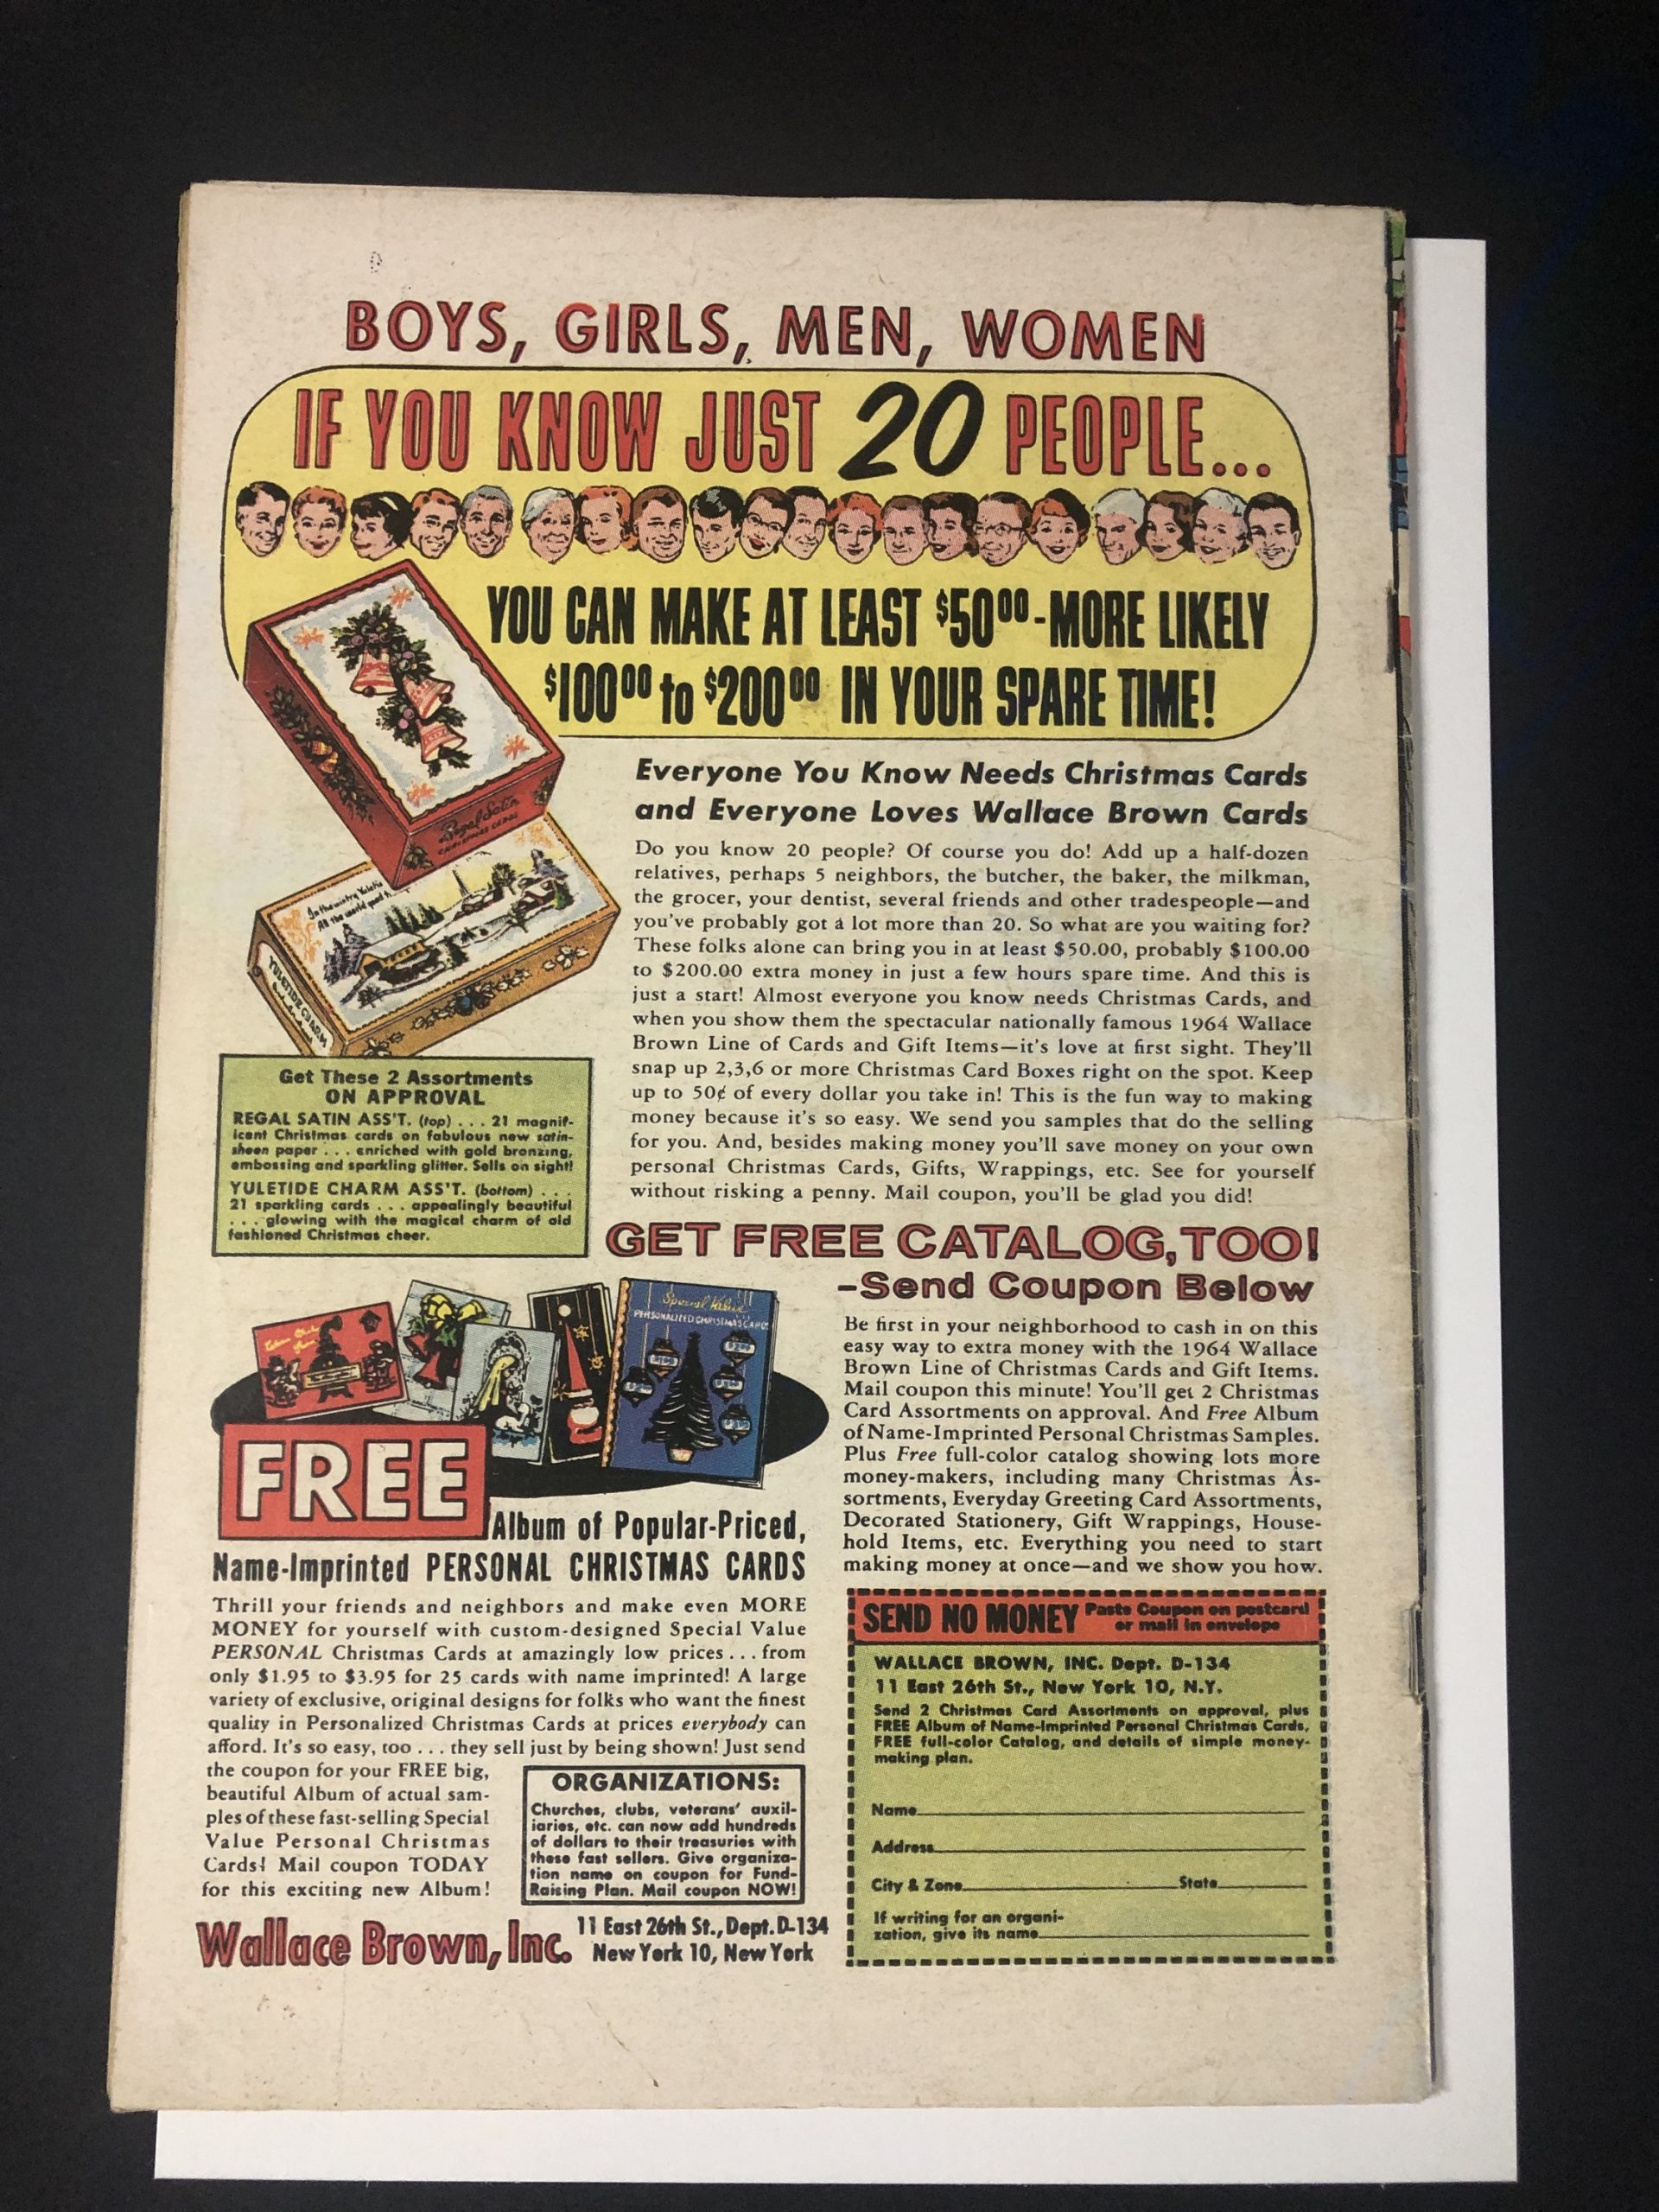 BOYS, GIRLS, MEN, WOMEN
IF YOU KNOW JUST 20 PEOPLE...
YOU CAN MAKE AT LEAST $50⁰⁰-MORE LIKELY
$100⁰⁰ to $200⁰⁰ IN YOUR SPARE TIME!
Regal Satin
CHRISTMAS CARDS
In the wintry Yuletide
All the world
YULETIDE CHARM
Everyone You Know Needs Christmas Cards
and Everyone Loves Wallace Brown Cards
Do you know 20 people? Of course you do! Add up a half-dozen
relatives, perhaps 5 neighbors, the butcher, the baker, the milkman,
the grocer, your dentist, several friends and other tradespeople—and
you've probably got a lot more than 20. So what are you waiting for?
These folks alone can bring you in at least $50.00, probably $100.00
to $200.00 extra money in just a few hours spare time. And this is
just a start! Almost everyone you know needs Christmas Cards, and
when you show them the spectacular nationally famous 1964 Wallace
Brown Line of Cards and Gift Items—it's love at first sight. They'll
snap up 2,3,6 or more Christmas Card Boxes right on the spot. Keep
up to 50¢ of every dollar you take in! This is the fun way to making
money because it's so easy. We send you samples that do the selling
for you. And, besides making money you'll save money on your own
personal Christmas Cards, Gifts, Wrappings, etc. See for yourself
without risking a penny. Mail coupon, you'll be glad you did!
Get These 2 Assortments
ON APPROVAL
REGAL SATIN ASS'T. (top) . . . 21 magnif-
icent Christmas cards on fabulous new satin-
sheen paper . . . enriched with gold bronzing,
embossing and sparkling glitter. Sells on sight!
YULETIDE CHARM ASS'T. (bottom) . . .
21 sparkling cards . . . appealingly beautiful
. . . glowing with the magical charm of old
fashioned Christmas cheer.
GET FREE CATALOG, TOO!
-Send Coupon Below
Special Value
PERSONALIZED CHRISTMAS CARDS
FREE
Album of Popular-Priced,
Name-Imprinted PERSONAL CHRISTMAS CARDS
Thrill your friends and neighbors and make even MORE
MONEY for yourself with custom-designed Special Value
PERSONAL Christmas Cards at amazingly low prices . . . from
only $1.95 to $3.95 for 25 cards with name imprinted! A large
variety of exclusive, original designs for folks who want the finest
quality in Personalized Christmas Cards at prices everybody can
afford. It's so easy, too . . . they sell just by being shown! Just send
the coupon for your FREE big,
beautiful Album of actual sam-
ples of these fast-selling Special
Value Personal Christmas
Cards! Mail coupon TODAY
for this exciting new Album!
ORGANIZATIONS:
Churches, clubs, veterans' auxil-
iaries, etc. can now add hundreds
of dollars to their treasuries with
these fast sellers. Give organiza-
tion name on coupon for Fund-
Raising Plan. Mail coupon NOW!
Wallace Brown, Inc.
11 East 26th St., Dept. D-134
New York 10, New York
Be first in your neighborhood to cash in on this
easy way to extra money with the 1964 Wallace
Brown Line of Christmas Cards and Gift Items.
Mail coupon this minute! You'll get 2 Christmas
Card Assortments on approval. And Free Album
of Name-Imprinted Personal Christmas Samples.
Plus Free full-color catalog showing lots more
money-makers, including many Christmas As-
sortments, Everyday Greeting Card Assortments,
Decorated Stationery, Gift Wrappings, House-
hold Items, etc. Everything you need to start
making money at once—and we show you how.
SEND NO MONEY Paste Coupon on postcard
or mail in envelope
WALLACE BROWN, INC. Dept. D-134
11 East 26th St., New York 10, N.Y.
Send 2 Christmas Card Assortments on approval, plus
FREE Album of Name-Imprinted Personal Christmas Cards,
FREE full-color Catalog, and details of simple money-
making plan.
Name
Address
City & Zone State
If writing for an organi-
zation, give its name